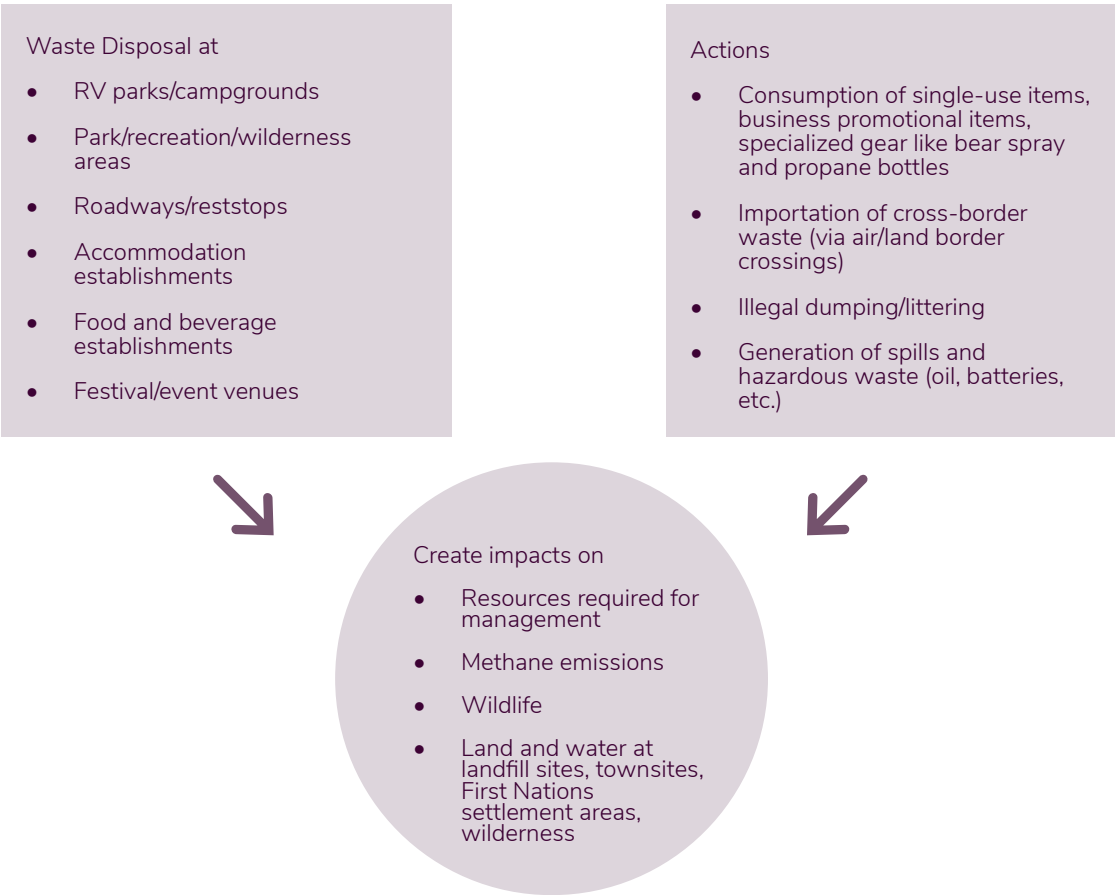 Waste Disposal at
• RV parks/campgrounds
• Park/recreation/wilderness
areas
• Roadways/reststops
• Accommodation
establishments
• Food and beverage
establishments
• Festival/event venues
Actions
• Consumption of single-use items,
business promotional items,
specialized gear like bear spray
and propane bottles
• Importation of cross-border
waste (via air/land border
crossings)
• Illegal dumping/littering
• Generation of spills and
hazardous waste (oil, batteries,
etc.)
Create impacts on
• Resources required for
management
• Methane emissions
• Wildlife
• Land and water at
landfill sites, townsites,
First Nations
settlement areas,
wilderness